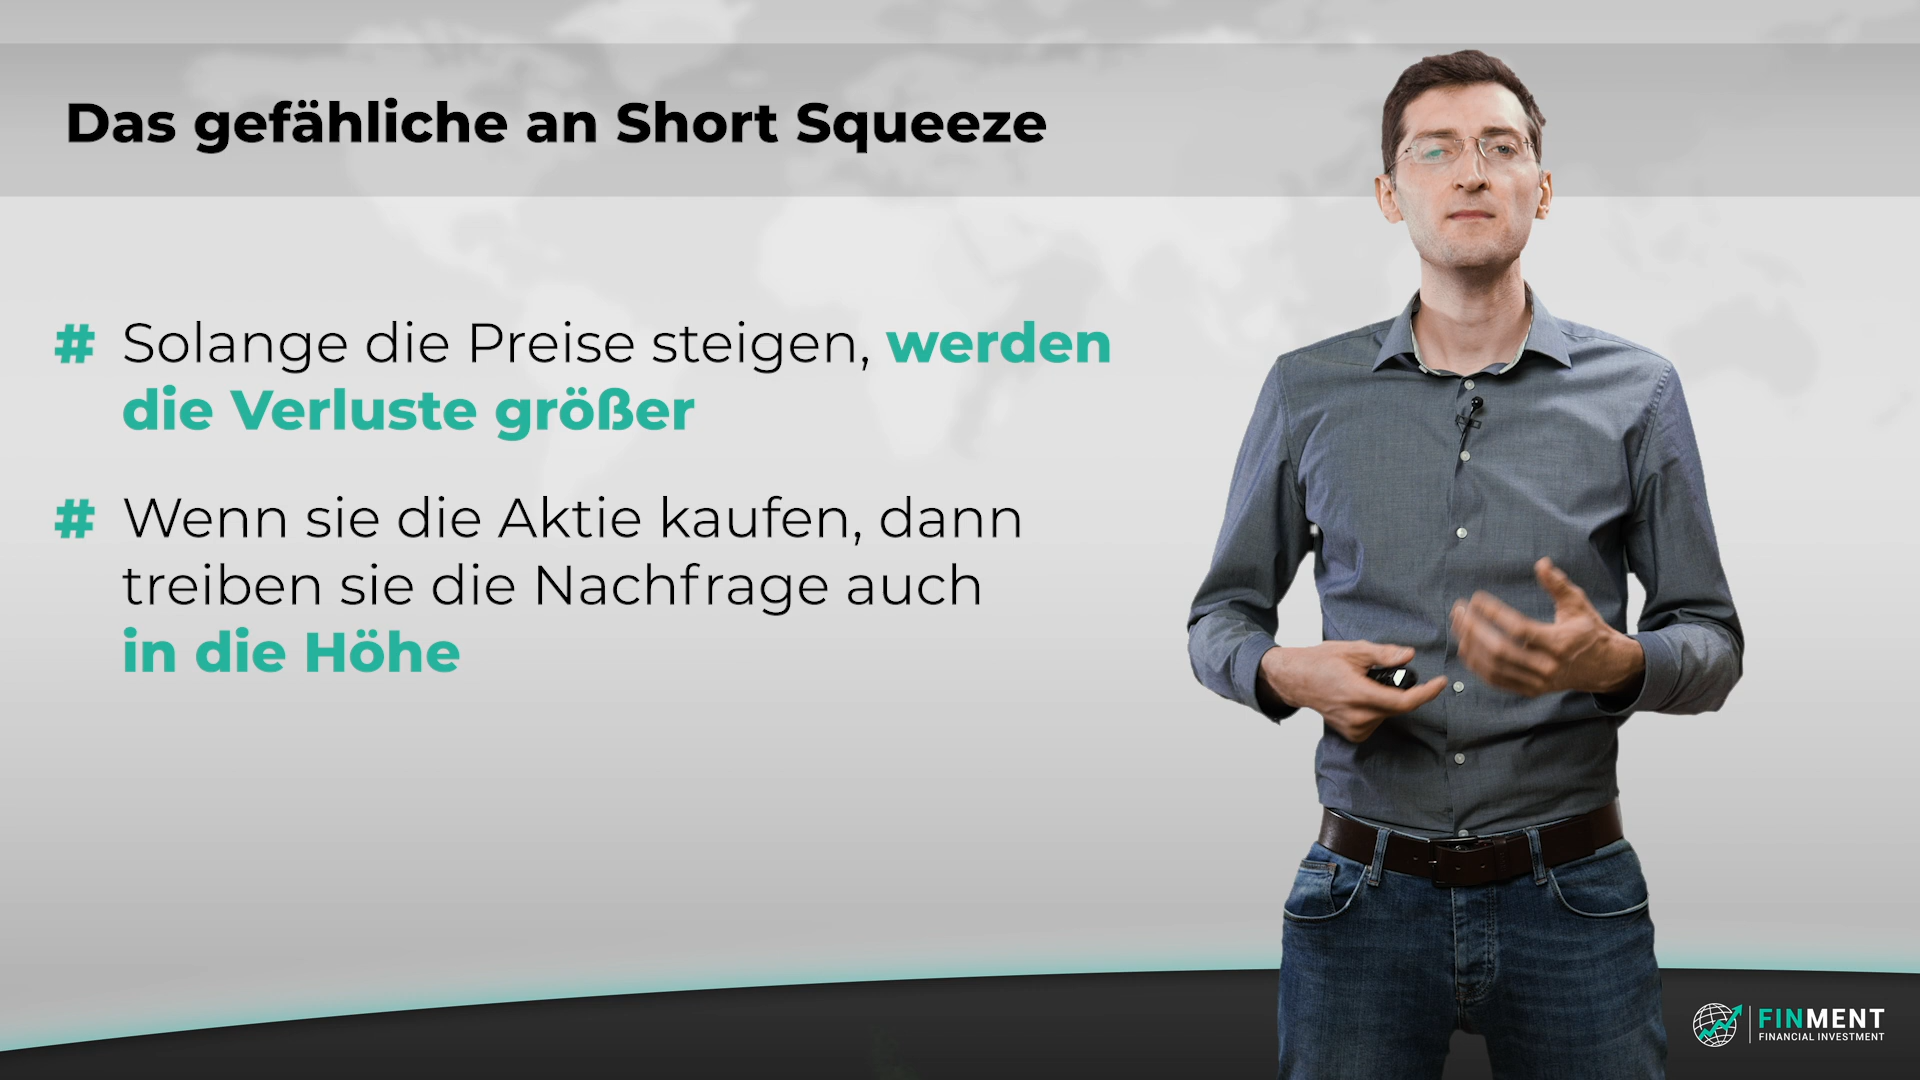 Das gefähliche an Short Squeeze
# Solange die Preise steigen, werden
die Verluste größer
# Wenn sie die Aktie kaufen, dann
treiben sie die Nachfrage auch
in die Höhe
FINMENT
FINANCIAL INVESTMENT